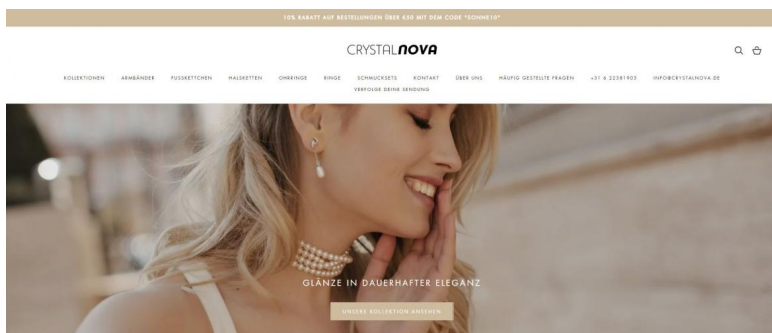 10% RABATT AUF BESTELLUNGEN ÜBER €50 MIT DEM CODE "SONNE10"
CRYSTALNOVA
KOLLEKTIONEN ARMBÄNDER FUSSKETTCHEN HALSKETTEN OHRRINGE RINGE SCHMUCKSETS KONTAKT ÜBER UNS HÄUFIG GESTELLTE FRAGEN +31 6 22381905 INFO@CRYSTALNOVA.DE
VERFOLGE DEINE SENDUNG
GLÄNZE IN DAUERHAFTER ELEGANZ
UNSERE KOLLEKTION ANSEHEN